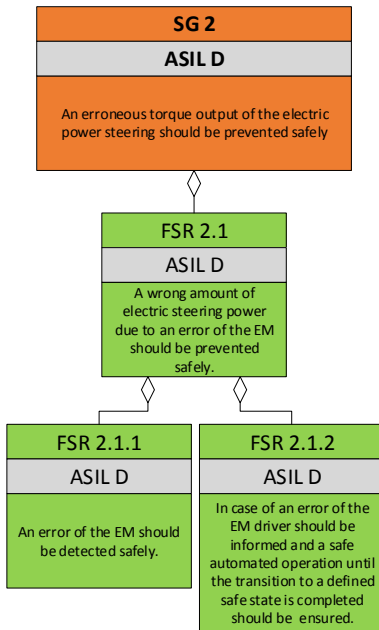 SG 2
ASIL D
An erroneous torque output of the electric
power steering should be prevented safely
FSR 2.1
ASIL D
A wrong amount of
electric steering power
due to an error of the EM
should be prevented
safely.
FSR 2.1.1
ASIL D
An error of the EM should
be detected safely.
FSR 2.1.2
ASIL D
In case of an error of the
EM driver should be
informed and a safe
automated operation until
the transition to a defined
safe state is completed
should be ensured.